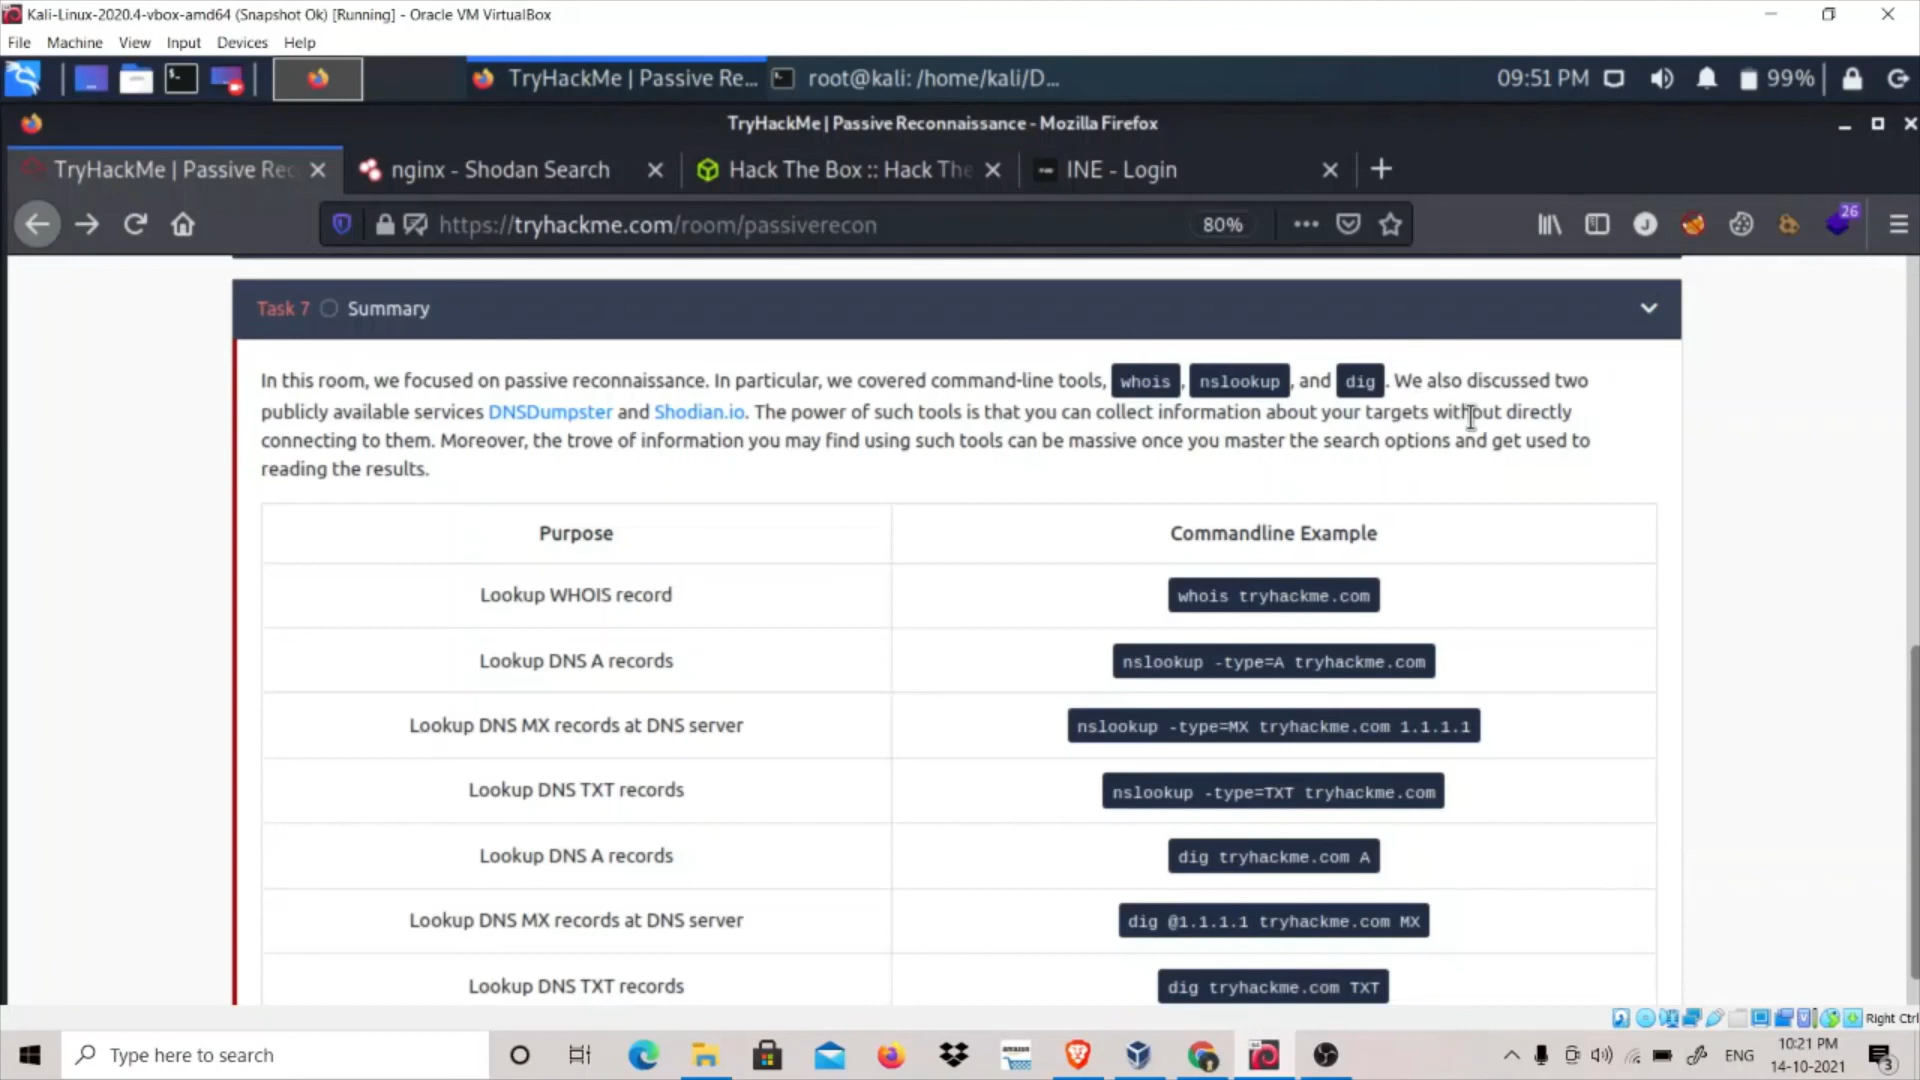 Kali-Linux-2020.4-vbox-amd64 (Snapshot Ok) [Running] - Oracle VM VirtualBox
File Machine View Input Devices Help
TryHackMe | Passive Re... root@kali: /home/kali/D... 09:51 PM 99%
TryHackMe | Passive Reconnaissance - Mozilla Firefox
TryHackMe | Passive Rec nginx - Shodan Search Hack The Box :: Hack The INE - Login
https://tryhackme.com/room/passiverecon 80% J 26
Task 7 Summary
In this room, we focused on passive reconnaissance. In particular, we covered command-line tools, whois, nslookup, and dig. We also discussed two
publicly available services DNSDumpster and Shodian.io. The power of such tools is that you can collect information about your targets without directly
connecting to them. Moreover, the trove of information you may find using such tools can be massive once you master the search options and get used to
reading the results.
Purpose Commandline Example
Lookup WHOIS record whois tryhackme.com
Lookup DNS A records nslookup -type=A tryhackme.com
Lookup DNS MX records at DNS server nslookup -type=MX tryhackme.com 1.1.1.1
Lookup DNS TXT records nslookup -type=TXT tryhackme.com
Lookup DNS A records dig tryhackme.com A
Lookup DNS MX records at DNS server dig @1.1.1.1 tryhackme.com MX
Lookup DNS TXT records dig tryhackme.com TXT
Right Ctrl
Type here to search amazon ENG 10:21 PM
14-10-2021 3